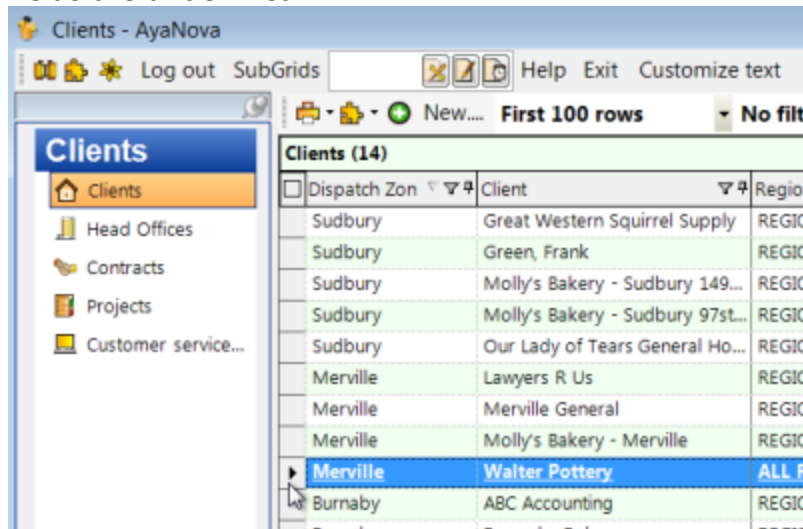 Clients - AyaNova
Log out SubGrids Help Exit Customize text
New.... First 100 rows No filt
Clients
Clients
Head Offices
Contracts
Projects
Customer service...
Clients (14)
Dispatch Zon Client Regio
Sudbury Great Western Squirrel Supply REGIO
Sudbury Green, Frank REGIO
Sudbury Molly's Bakery - Sudbury 149... REGIO
Sudbury Molly's Bakery - Sudbury 97st... REGIO
Sudbury Our Lady of Tears General Ho... REGIO
Merville Lawyers R Us REGIO
Merville Merville General REGIO
Merville Molly's Bakery - Merville REGIO
Merville Walter Pottery ALL
Burnaby ABC Accounting REGIO